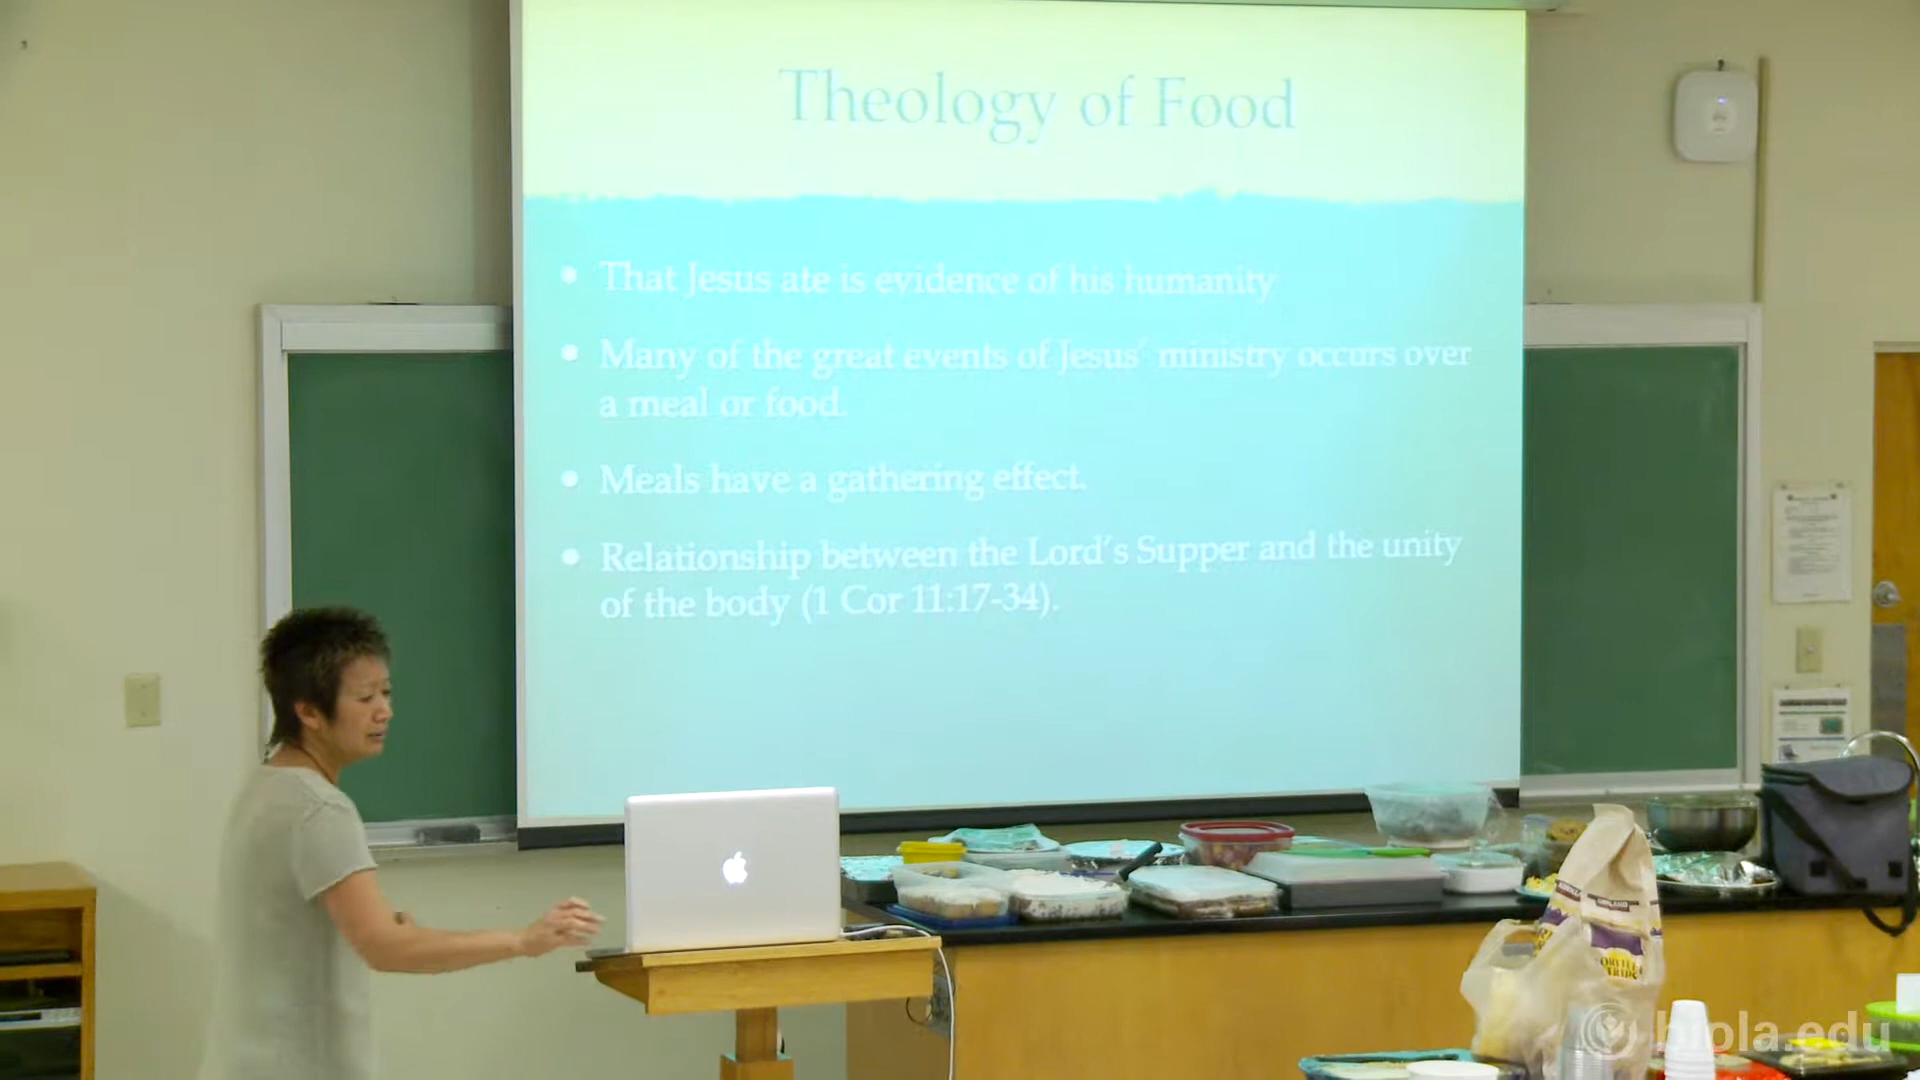 Theology of Food
• That Jesus ate is evidence of his humanity
• Many of the great events of Jesus' ministry occurs over
a meal or food.
• Meals have a gathering effect.
• Relationship between the Lord's Supper and the unity
of the body (1 Cor 11:17-34).
biola.edu